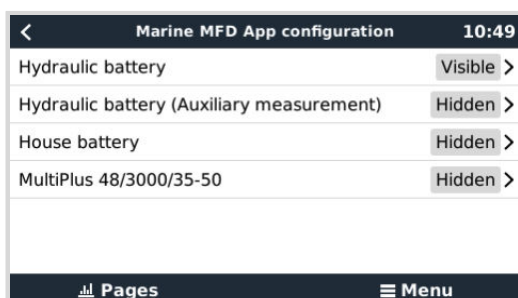 Marine MFD App configuration 10:49
Hydraulic battery Visible
Hydraulic battery (Auxiliary measurement) Hidden
House battery Hidden
MultiPlus 48/3000/35-50 Hidden
Pages Menu